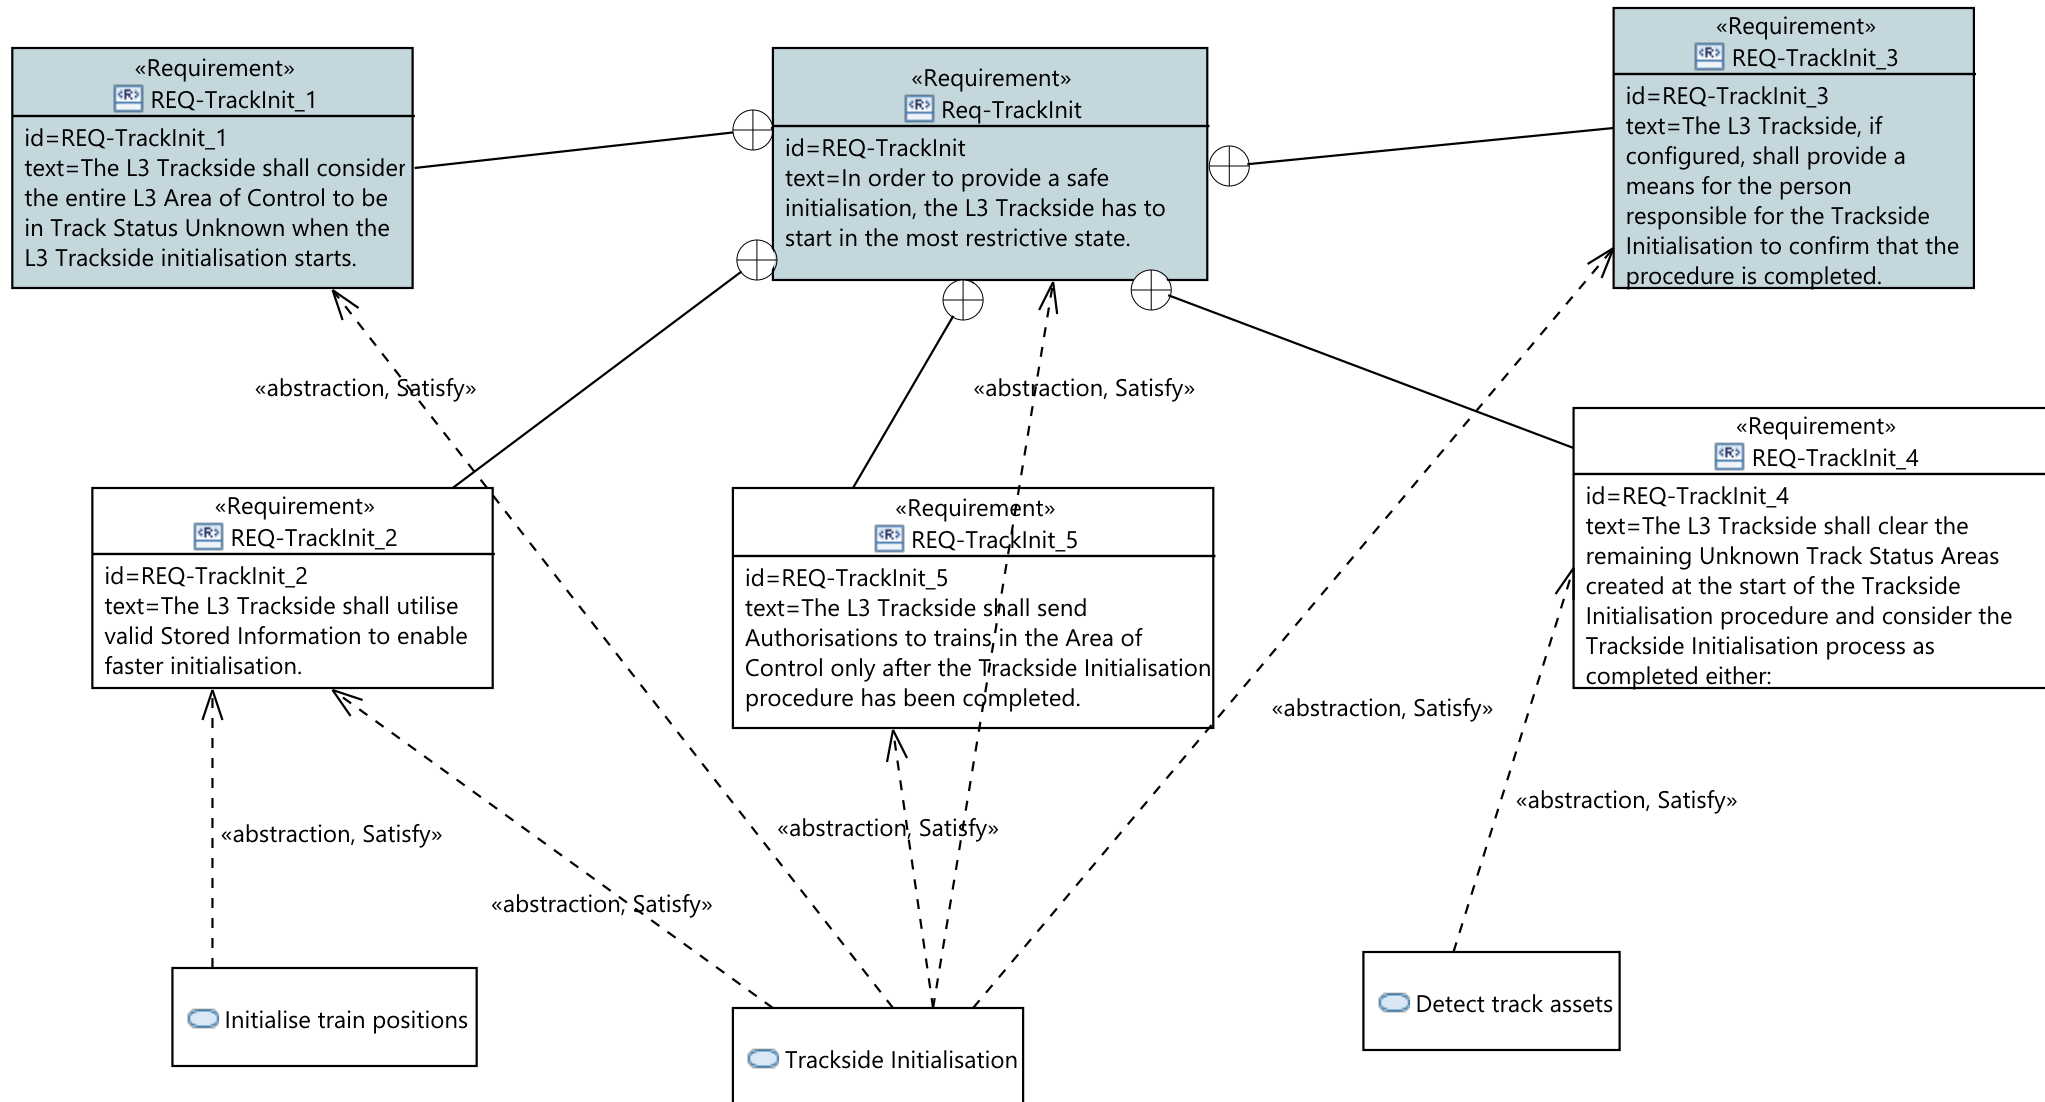 «Requirement»
REQ-TrackInit_1
id=REQ-TrackInit_1
text=The L3 Trackside shall consider
the entire L3 Area of Control to be
in Track Status Unknown when the
L3 Trackside initialisation starts.
«Requirement»
Req-TrackInit
id=REQ-TrackInit
text=In order to provide a safe
initialisation, the L3 Trackside has to
start in the most restrictive state.
«Requirement»
REQ-TrackInit_3
id=REQ-TrackInit_3
text=The L3 Trackside, if
configured, shall provide a
means for the person
responsible for the Trackside
Initialisation to confirm that the
procedure is completed.
«abstraction, Satisfy»
«abstraction, Satisfy»
«Requirement»
REQ-TrackInit_2
id=REQ-TrackInit_2
text=The L3 Trackside shall utilise
valid Stored Information to enable
faster initialisation.
«Requirement»
REQ-TrackInit_5
id=REQ-TrackInit_5
text=The L3 Trackside shall send
Authorisations to trains in the Area of
Control only after the Trackside Initialisation
procedure has been completed.
«Requirement»
REQ-TrackInit_4
id=REQ-TrackInit_4
text=The L3 Trackside shall clear the
remaining Unknown Track Status Areas
created at the start of the Trackside
Initialisation procedure and consider the
Trackside Initialisation process as
completed either:
«abstraction, Satisfy»
«abstraction, Satisfy»
«abstraction, Satisfy»
«abstraction, Satisfy»
«abstraction, Satisfy»
Initialise train positions
Trackside Initialisation
Detect track assets